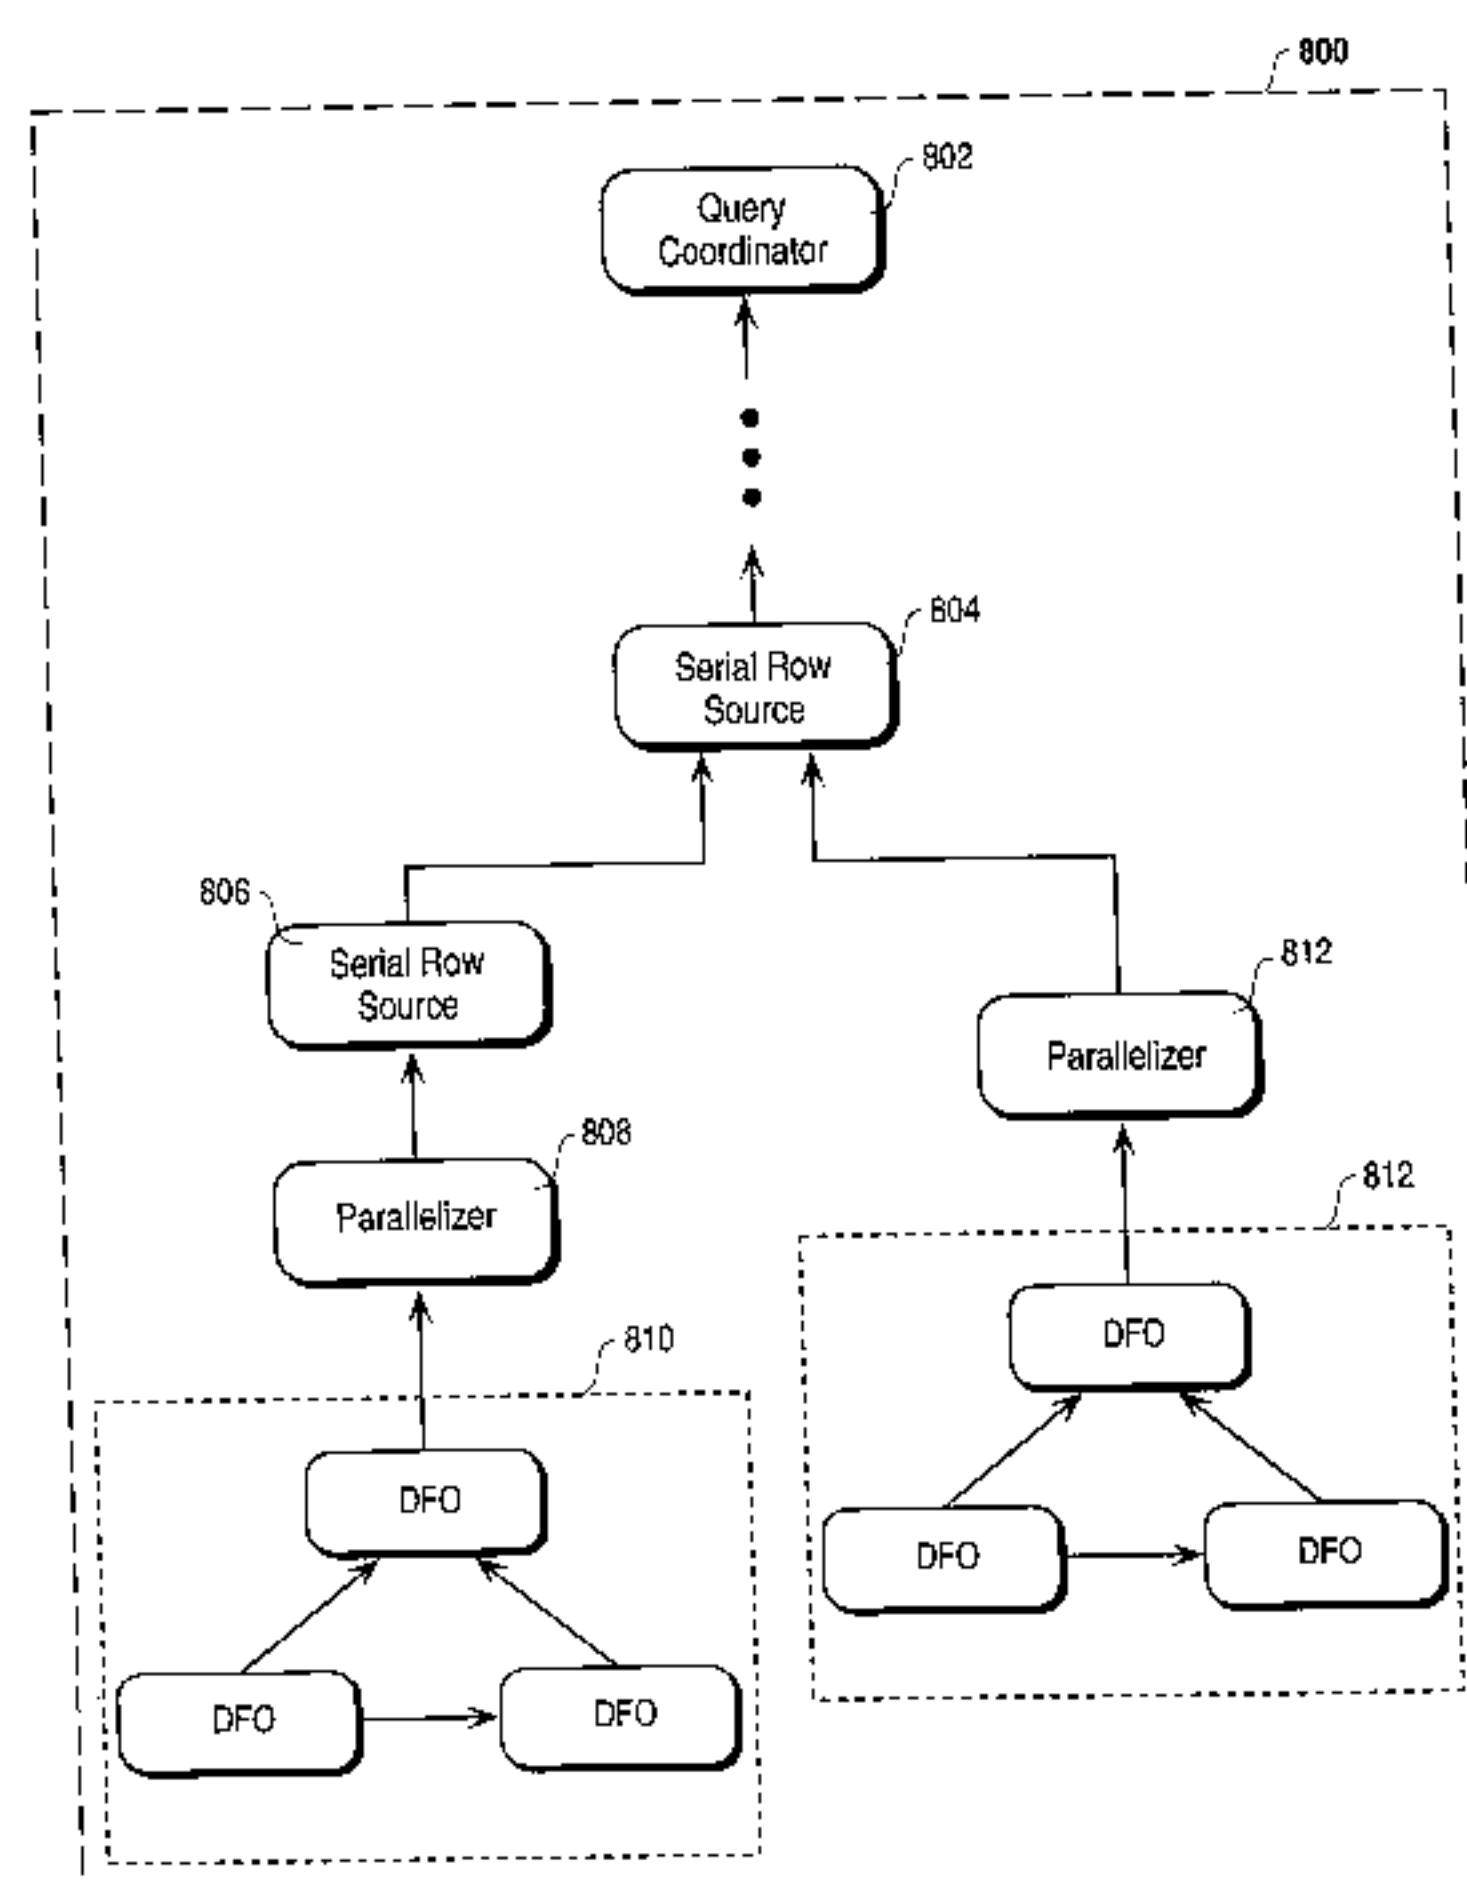 800
802
Query
Coordinator
804
Serial Row
Source
806
Serial Row
Source
812
Parallelizer
808
Parallelizer
812
DFO
810
DFO
DFO
DFO
DFO
DFO